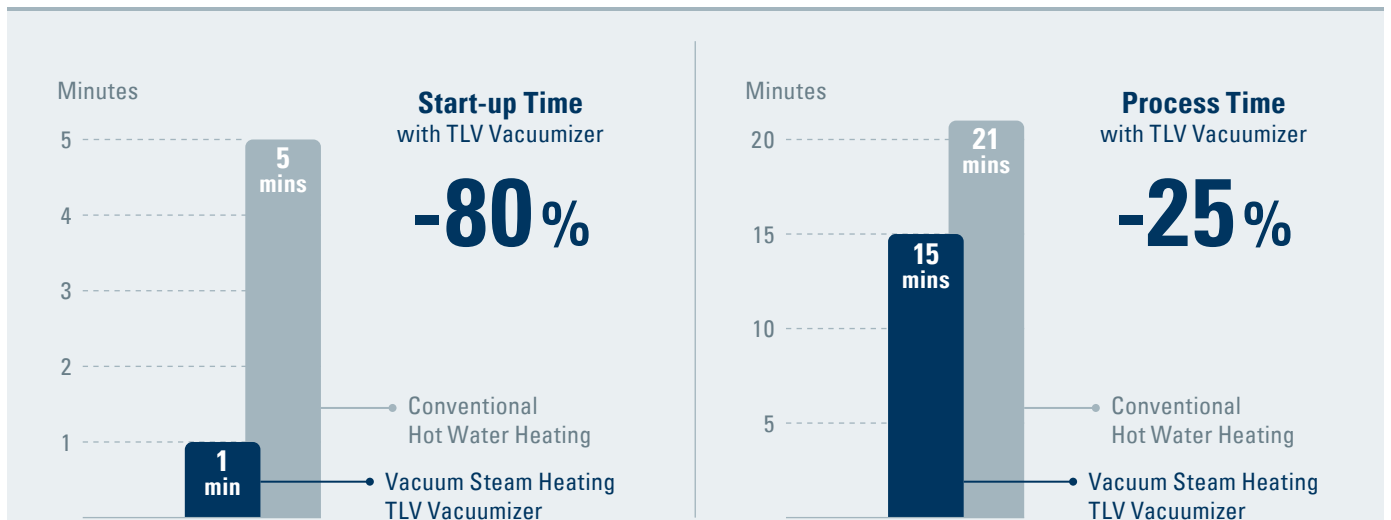 Minutes
Start-up Time
with TLV Vacuumizer
-80%
5
4
3
2
1
5
mins
1
min
Conventional
Hot Water Heating
Vacuum Steam Heating
TLV Vacuumizer
Minutes
Process Time
with TLV Vacuumizer
-25%
20
15
10
5
21
mins
15
mins
Conventional
Hot Water Heating
Vacuum Steam Heating
TLV Vacuumizer